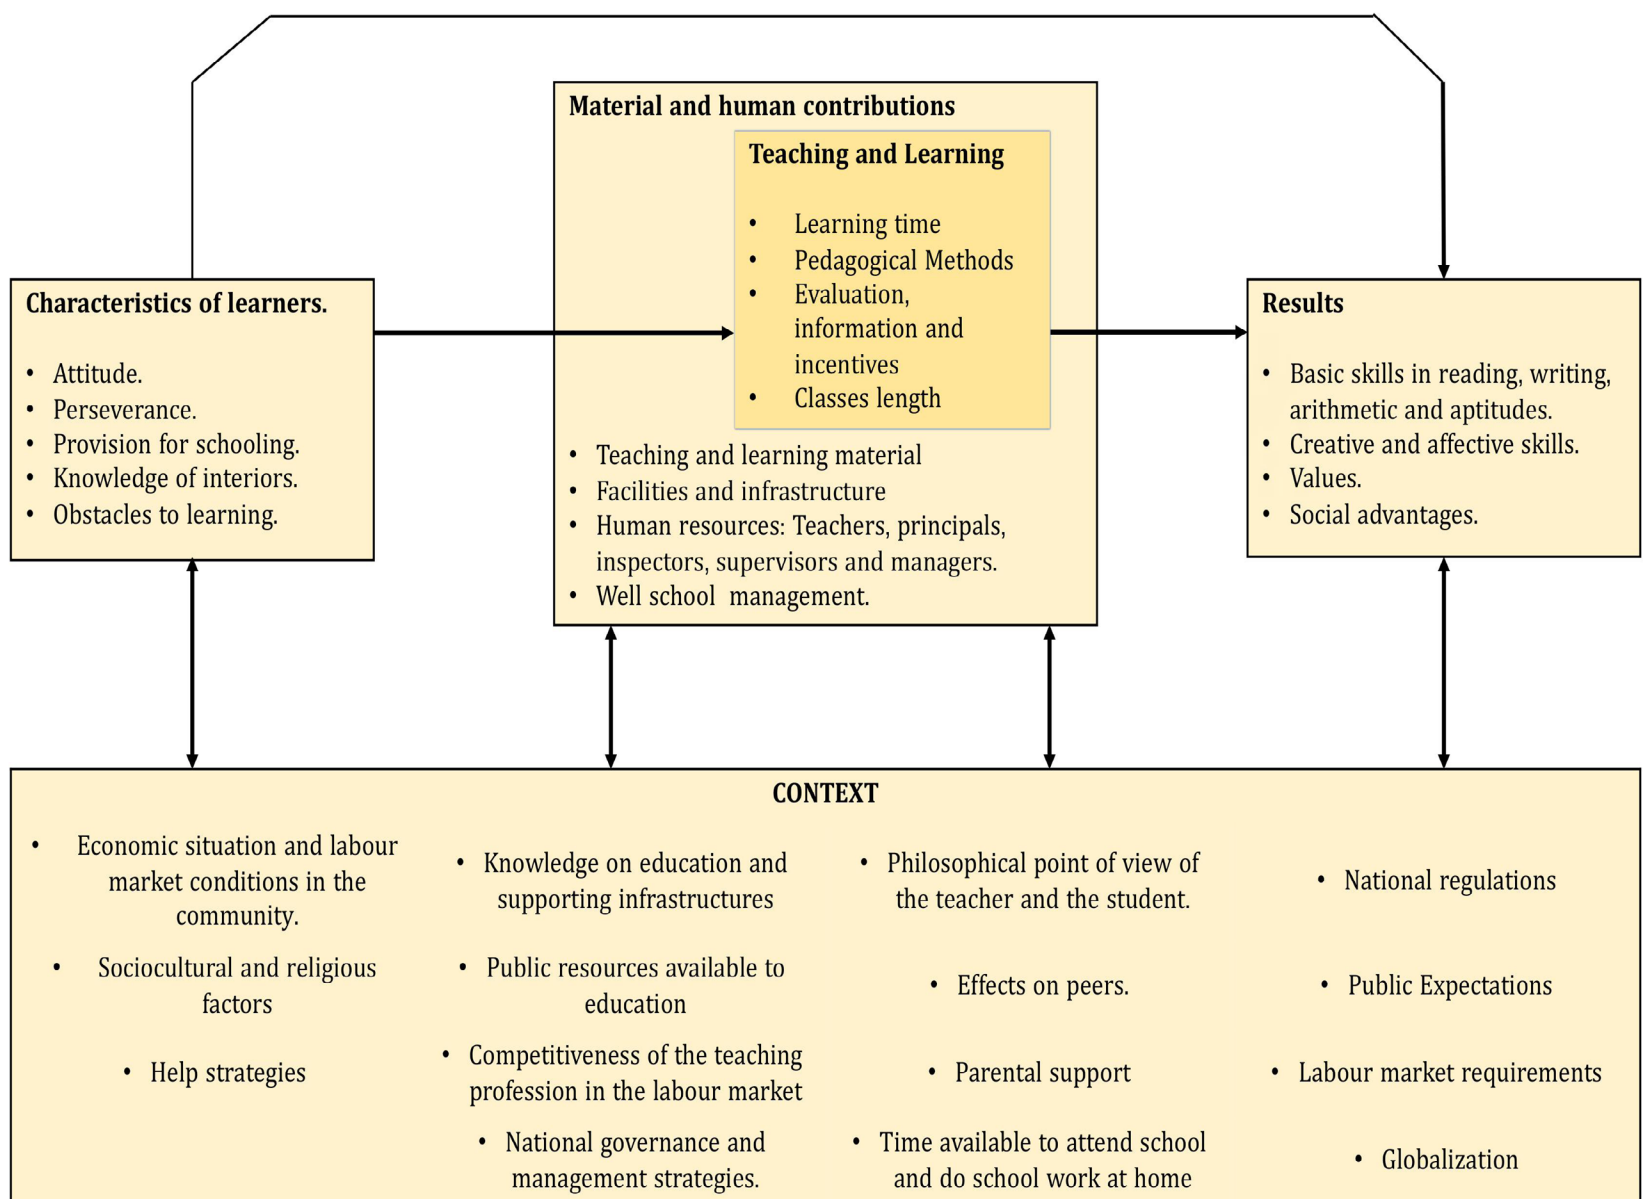 Material and human contributions
Teaching and Learning
• Learning time
• Pedagogical Methods
• Evaluation,
information and
incentives
• Classes length
• Teaching and learning material
• Facilities and infrastructure
• Human resources: Teachers, principals,
inspectors, supervisors and managers.
• Well school management.
Characteristics of learners.
• Attitude.
• Perseverance.
• Provision for schooling.
• Knowledge of interiors.
• Obstacles to learning.
Results
• Basic skills in reading, writing,
arithmetic and aptitudes.
• Creative and affective skills.
• Values.
• Social advantages.
CONTEXT
• Economic situation and labour
market conditions in the
community.
• Sociocultural and religious
factors
• Help strategies
• Knowledge on education and
supporting infrastructures
• Public resources available to
education
• Competitiveness of the teaching
profession in the labour market
• National governance and
management strategies.
• Philosophical point of view of
the teacher and the student.
• Effects on peers.
• Parental support
• Time available to attend school
and do school work at home
• National regulations
• Public Expectations
• Labour market requirements
• Globalization